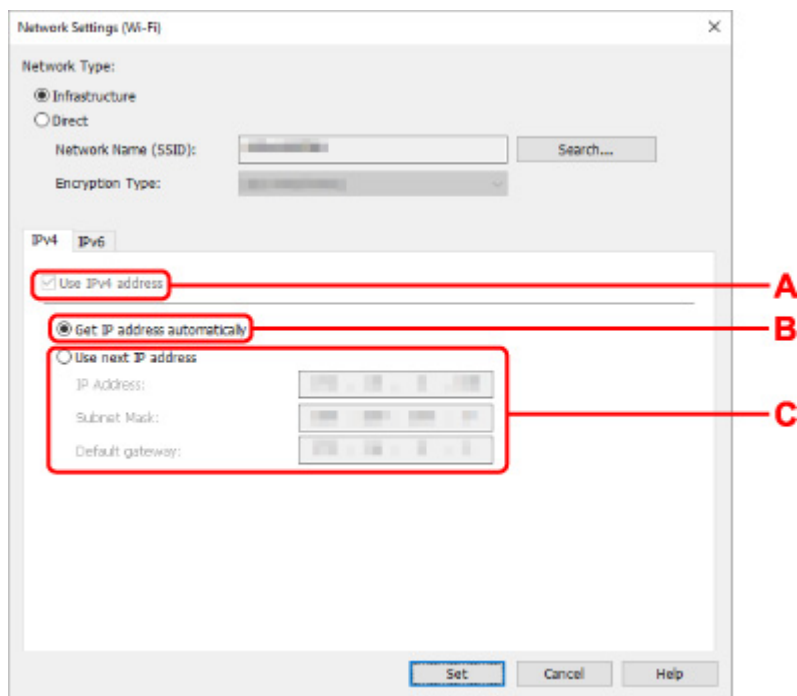 Network Settings (Wi-Fi)
Network Type:
Infrastructure
Direct
Network Name (SSID):
Search...
Encryption Type:
IPv4 IPv6
Use IPv4 address
A
Get IP address automatically
B
Use next IP address
IP Address:
Subnet Mask:
C
Default gateway:
Set Cancel Help